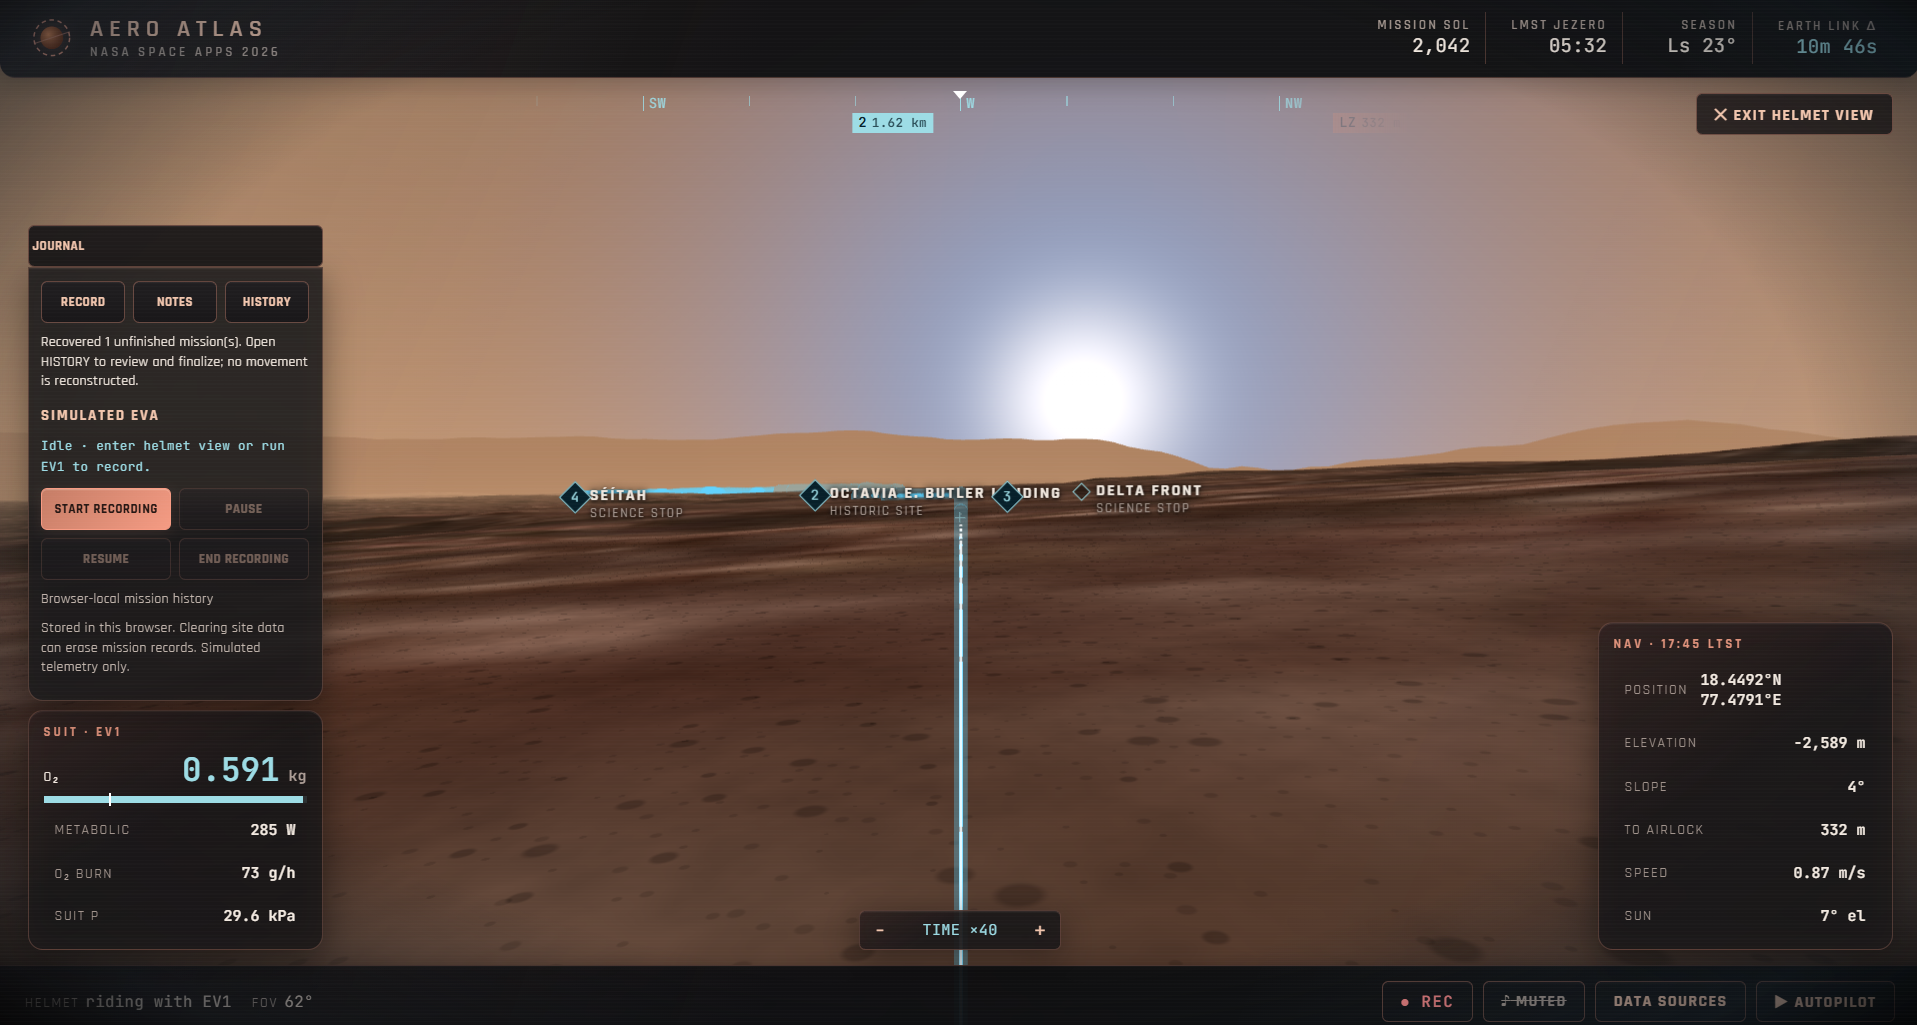 AERO ATLAS
NASA SPACE APPS 2026
MISSION SOL
2,042
LMST JEZERO
05:32
SEASON
Ls 23°
EARTH LINK Δ
10m 46s
SW
W
NW
2 1.62 km
LZ 332
✕ EXIT HELMET VIEW
JOURNAL
RECORD
NOTES
HISTORY
Recovered 1 unfinished mission(s). Open
HISTORY to review and finalize; no movement
is reconstructed.
SIMULATED EVA
Idle · enter helmet view or run
EV1 to record.
START RECORDING
PAUSE
RESUME
END RECORDING
Browser-local mission history
Stored in this browser. Clearing site data
can erase mission records. Simulated
telemetry only.
4 SÉÍTAH
SCIENCE STOP
2 OCTAVIA E. BUTLER
HISTORIC SITE
3
DELTA FRONT
SCIENCE STOP
SUIT · EV1
O₂ 0.591 kg
METABOLIC 285 W
O₂ BURN 73 g/h
SUIT P 29.6 kPa
NAV · 17:45 LTST
POSITION 18.4492°N
77.4791°E
ELEVATION -2,589 m
SLOPE 4°
TO AIRLOCK 332 m
SPEED 0.87 m/s
SUN 7° el
- TIME ×40 +
HELMET riding with EV1 FOV 62°
● REC
♪ MUTED
DATA SOURCES
▶ AUTOPILOT